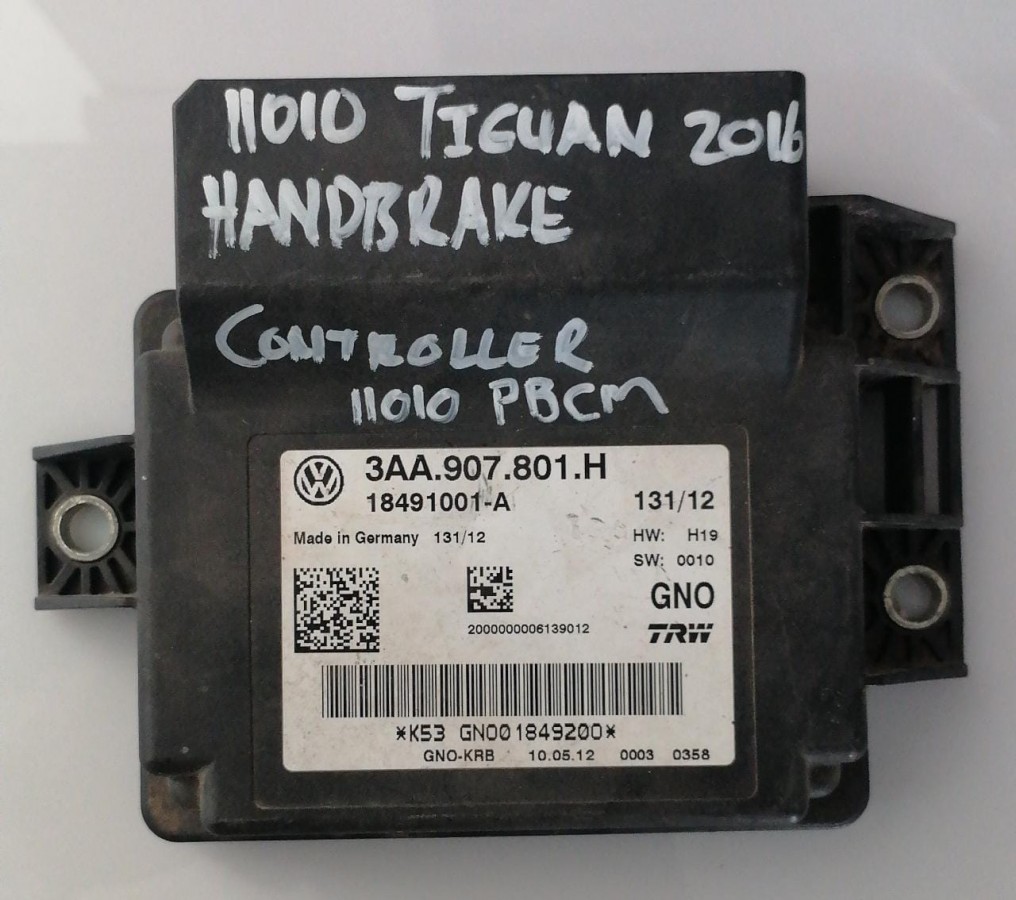 11010 TIGUAN 2016
HANDBRAKE
CONTROLLER
11010 PBCM
3AA.907.801.H
18491001-A 131/12
Made in Germany 131/12 HW: H19
SW: 0010
GNO
2000000006139012 TRW
*K53 GNO01849200*
GNO-KRB 10.05.12 0003 0358